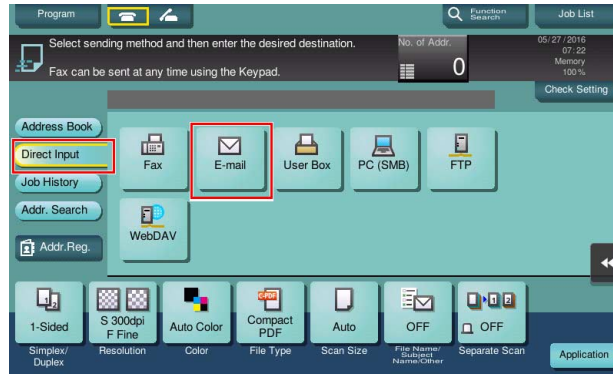 Program
Function
Search
Job List
Select sending method and then enter the desired destination.
Fax can be sent at any time using the Keypad.
No. of Addr.
0
05/27/2016
07:22
Memory
100 %
Check Setting
Address Book
Direct Input
Job History
Addr. Search
Addr.Reg.
Fax
E-mail
User Box
PC (SMB)
FTP
WebDAV
1-Sided
S 300dpi
F Fine
Auto Color
CPDF
Compact
PDF
Auto
OFF
OFF
Simplex/
Duplex
Resolution
Color
File Type
Scan Size
File Name/
Subject
Name/Other
Separate Scan
Application